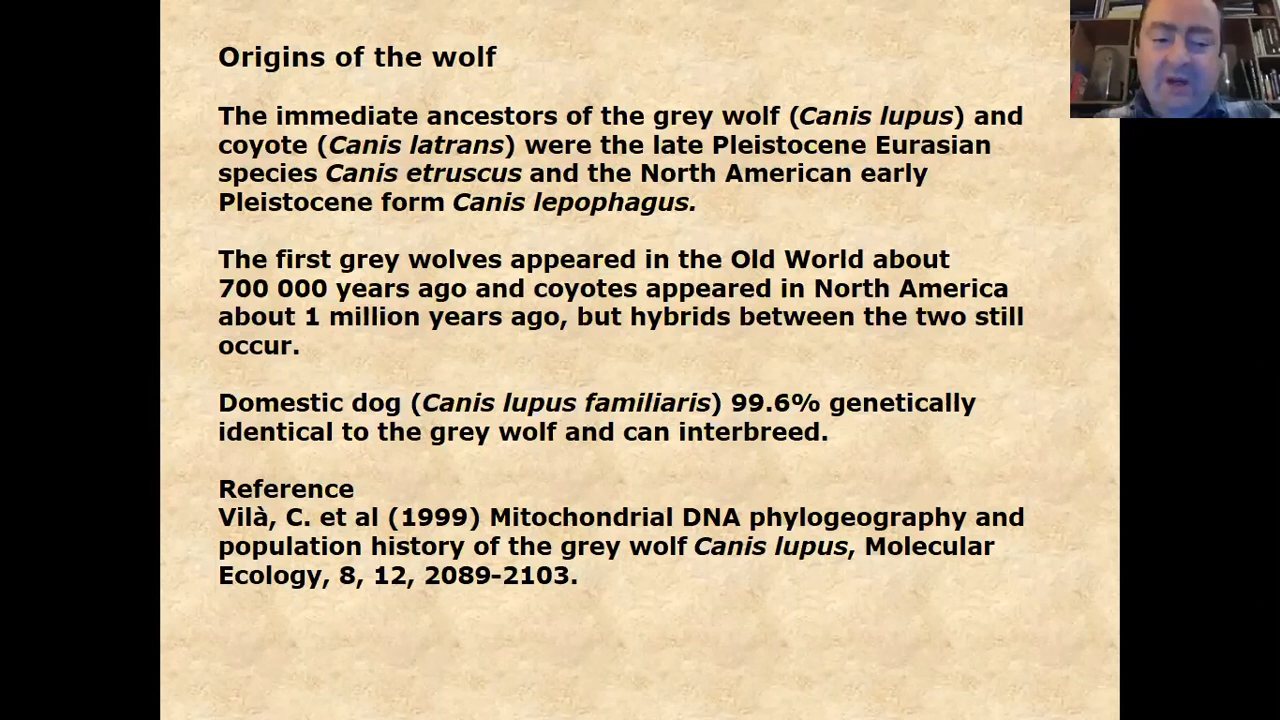 Origins of the wolf
The immediate ancestors of the grey wolf (Canis lupus) and
coyote (Canis latrans) were the late Pleistocene Eurasian
species Canis etruscus and the North American early
Pleistocene form Canis lepophagus.
The first grey wolves appeared in the Old World about
700 000 years ago and coyotes appeared in North America
about 1 million years ago, but hybrids between the two still
occur.
Domestic dog (Canis lupus familiaris) 99.6% genetically
identical to the grey wolf and can interbreed.
Reference
Vilà, C. et al (1999) Mitochondrial DNA phylogeography and
population history of the grey wolf Canis lupus, Molecular
Ecology, 8, 12, 2089-2103.